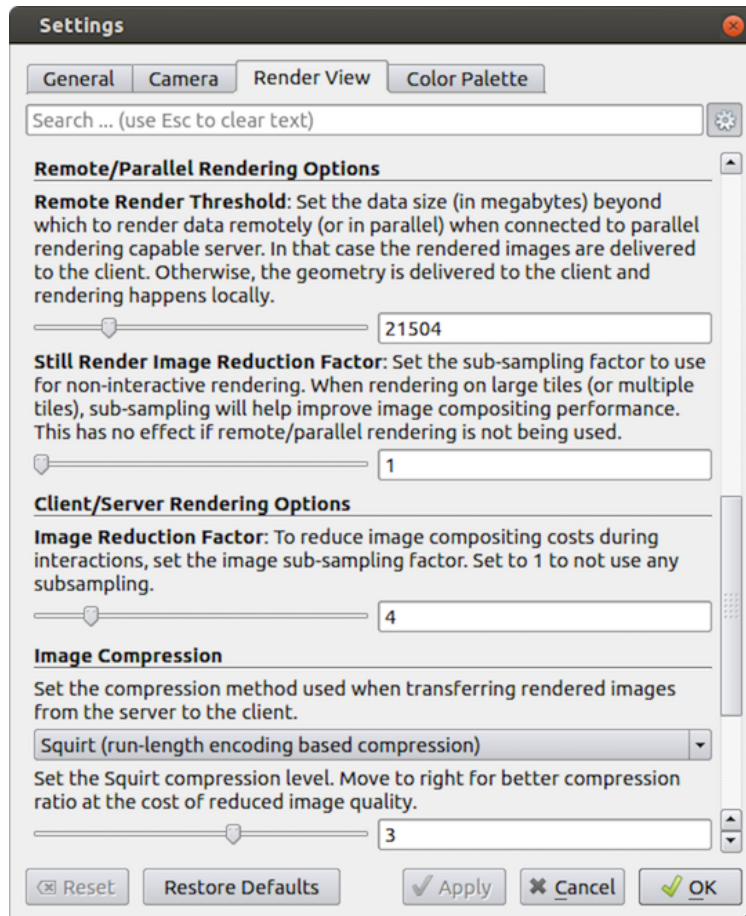 Settings
General Camera Render View Color Palette
Search ... (use Esc to clear text)
Remote/Parallel Rendering Options
Remote Render Threshold: Set the data size (in megabytes) beyond
which to render data remotely (or in parallel) when connected to parallel
rendering capable server. In that case the rendered images are delivered
to the client. Otherwise, the geometry is delivered to the client and
rendering happens locally.
21504
Still Render Image Reduction Factor: Set the sub-sampling factor to use
for non-interactive rendering. When rendering on large tiles (or multiple
tiles), sub-sampling will help improve image compositing performance.
This has no effect if remote/parallel rendering is not being used.
1
Client/Server Rendering Options
Image Reduction Factor: To reduce image compositing costs during
interactions, set the image sub-sampling factor. Set to 1 to not use any
subsampling.
4
Image Compression
Set the compression method used when transferring rendered images
from the server to the client.
Squirt (run-length encoding based compression)
Set the Squirt compression level. Move to right for better compression
ratio at the cost of reduced image quality.
3
Reset Restore Defaults Apply Cancel OK